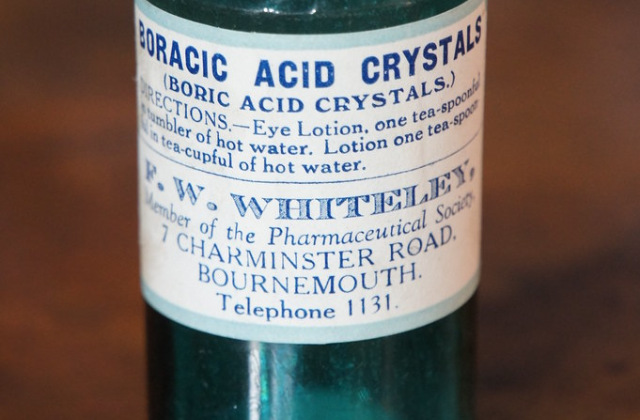 BORACIC ACID CRYSTALS
(BORIC ACID CRYSTALS.)
DIRECTIONS.—Eye Lotion, one tea-spoonful
tumbler of hot water. Lotion one tea-spoon-
in tea-cupful of hot water.
F. W. WHITELEY,
Member of the Pharmaceutical Society,
7 CHARMINSTER ROAD,
BOURNEMOUTH.
Telephone 1131.